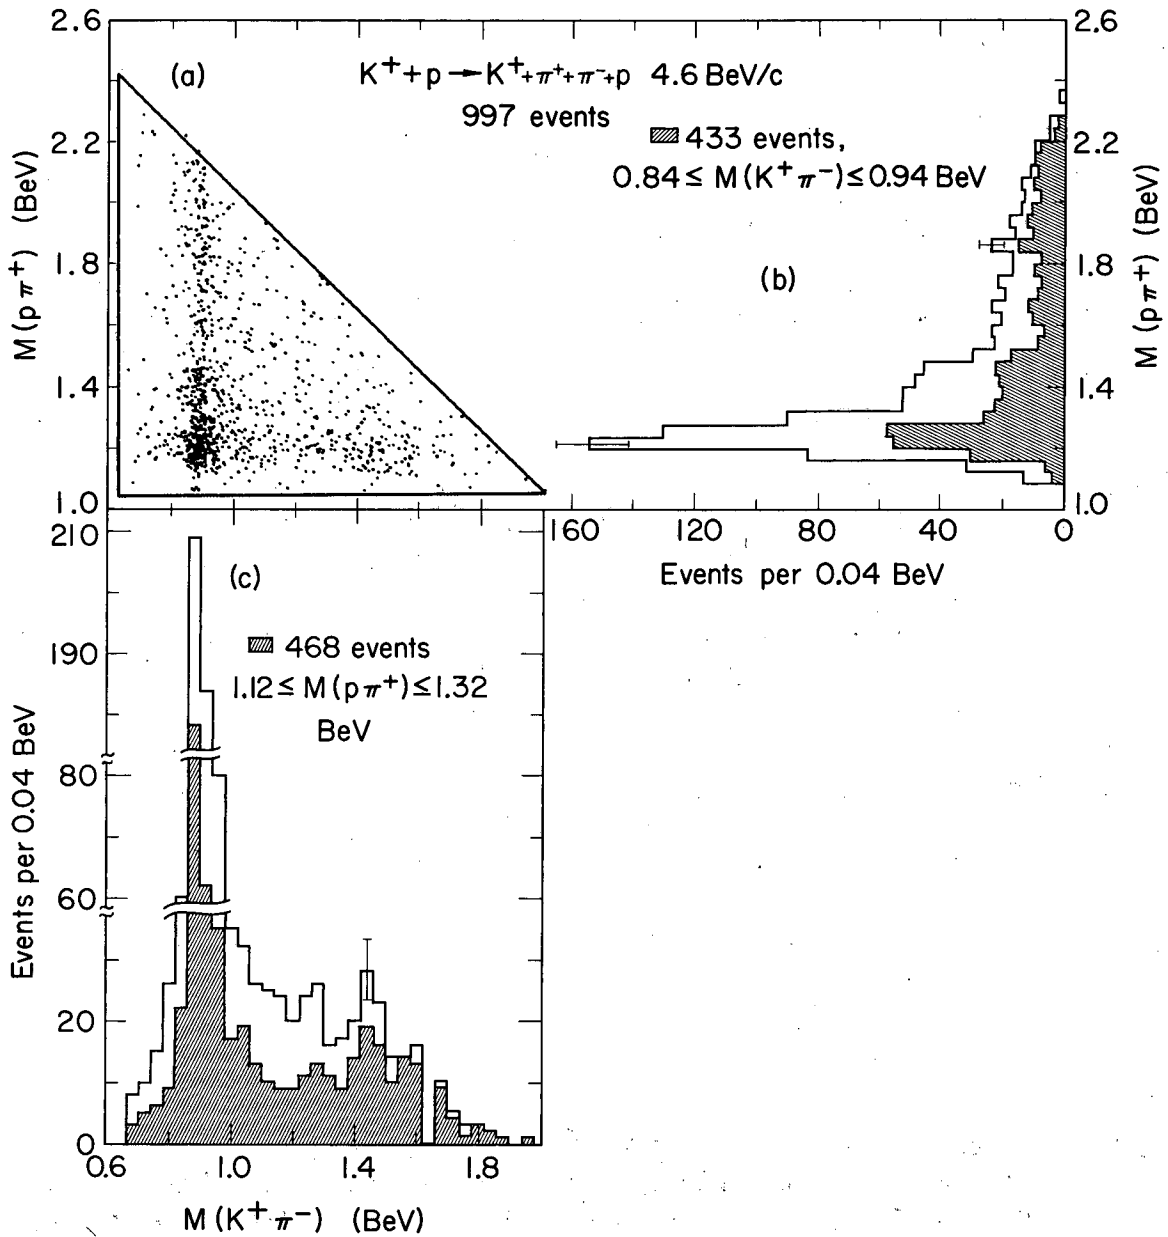 2.6
2.2
1.8
1.4
1.0
M(pπ⁺) (BeV)
(a)
K⁺+p→K⁺+π⁺+π⁻+p 4.6 BeV/c
997 events
433 events,
0.84≤ M(K⁺π⁻)≤0.94 BeV
(b)
2.6
2.2
1.8
1.4
1.0
M(pπ⁺) (BeV)
160 120 80 40 0
Events per 0.04 BeV
210
190
80
60
20
0
Events per 0.04 BeV
(c)
468 events
1.12≤ M(pπ⁺)≤1.32
BeV
0.6 1.0 1.4 1.8
M(K⁺π⁻) (BeV)